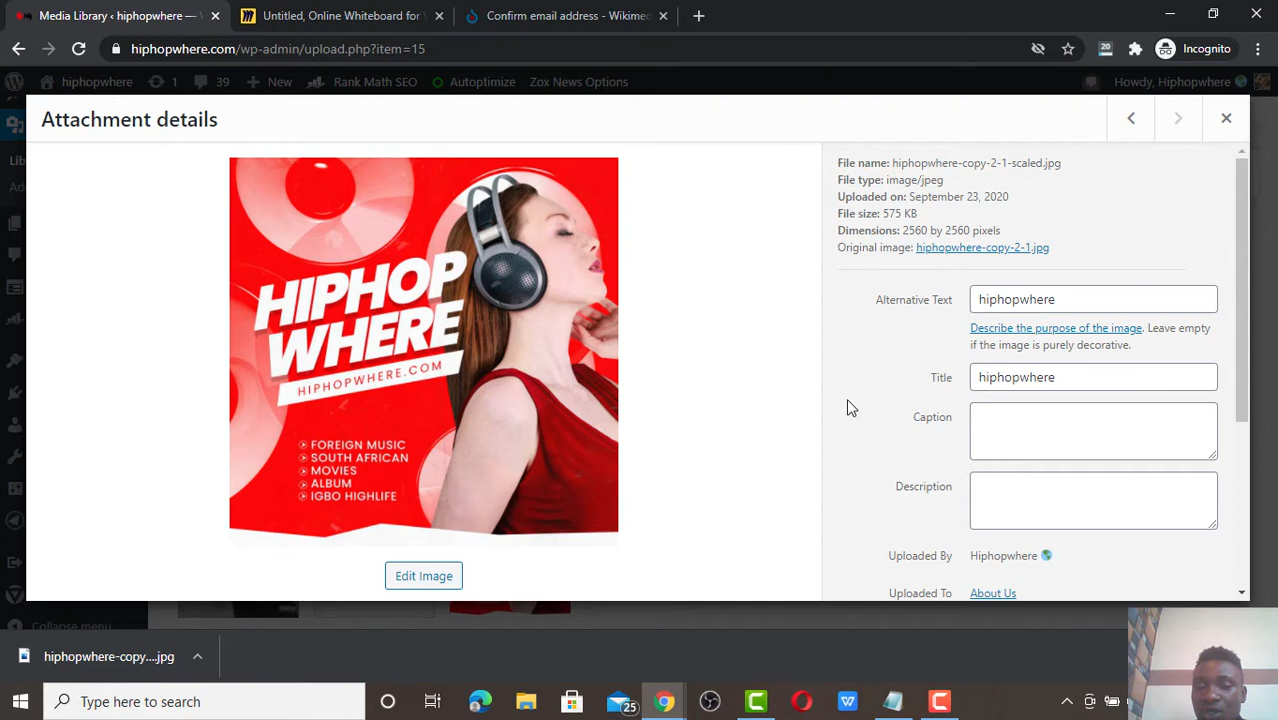 Media Library ‹ hiphopwhere —
Untitled, Online Whiteboard for
Confirm email address - Wikime
hiphopwhere.com/wp-admin/upload.php?item=15
20
Incognito
hiphopwhere
1
39
New
Rank Math SEO
Autoptimize
Zox News Options
Howdy, Hiphopwhere
Attachment details
HIPHOP
WHERE
HIPHOPWHERE.COM
FOREIGN MUSIC
SOUTH AFRICAN
MOVIES
ALBUM
IGBO HIGHLIFE
Edit Image
File name: hiphopwhere-copy-2-1-scaled.jpg
File type: image/jpeg
Uploaded on: September 23, 2020
File size: 575 KB
Dimensions: 2560 by 2560 pixels
Original image: hiphopwhere-copy-2-1.jpg
Alternative Text
hiphopwhere
Describe the purpose of the image. Leave empty
if the image is purely decorative.
Title
hiphopwhere
Caption
Description
Uploaded By
Hiphopwhere
Uploaded To
About Us
Collapse menu
hiphopwhere-copy....jpg
Type here to search
25